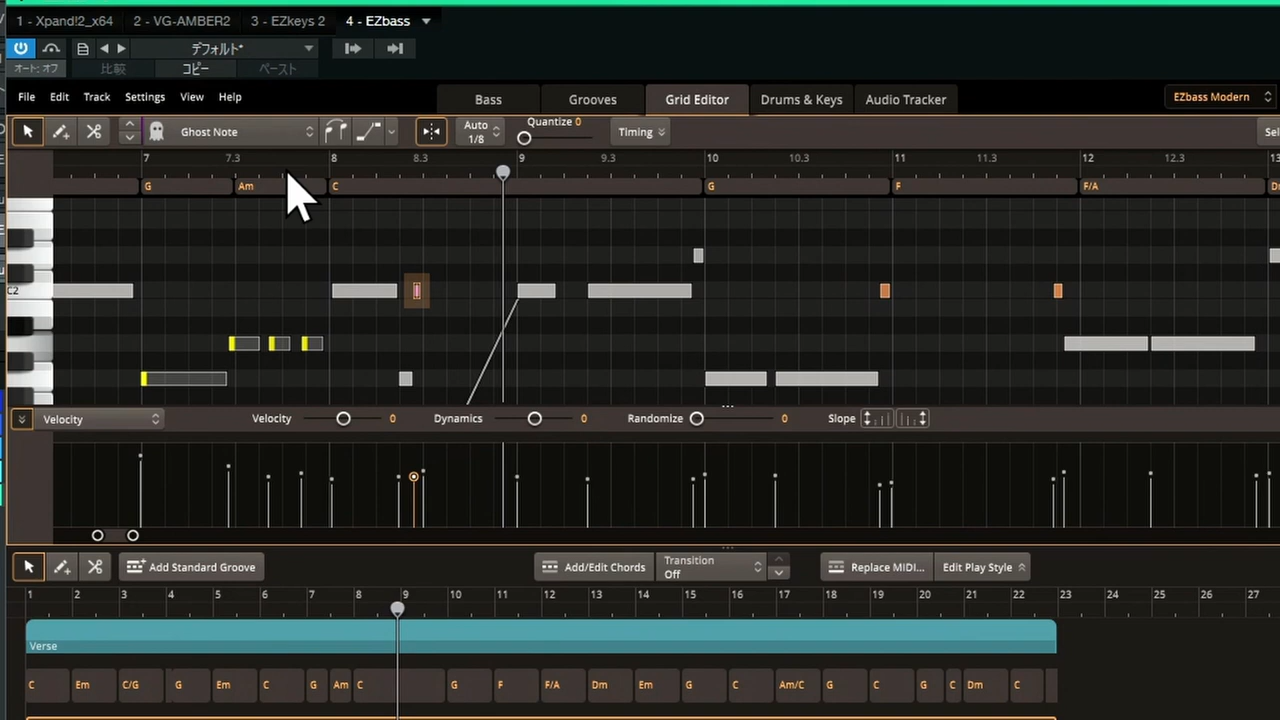 1 - Xpand!2_x64 2 - VG-AMBER2 3 - EZkeys 2 4 - EZbass
デフォルト*
オート: オフ 比較 コピー ペースト
File Edit Track Settings View Help Bass Grooves Grid Editor Drums & Keys Audio Tracker EZbass Modern
Ghost Note Auto 1/8 Quantize 0 Timing Sel
7 7.3 8 8.3 9 9.3 10 10.3 11 11.3 12 12.3 13
G Am C G F F/A D
C2
Velocity Velocity 0 Dynamics 0 Randomize 0 Slope
Add Standard Groove Add/Edit Chords Transition Off Replace MIDI... Edit Play Style
1 2 3 4 5 6 7 8 9 10 11 12 13 14 15 16 17 18 19 20 21 22 23 24 25 26 27
Verse
C Em C/G G Em C G Am C G F F/A Dm Em G C Am/C G C G C Dm C